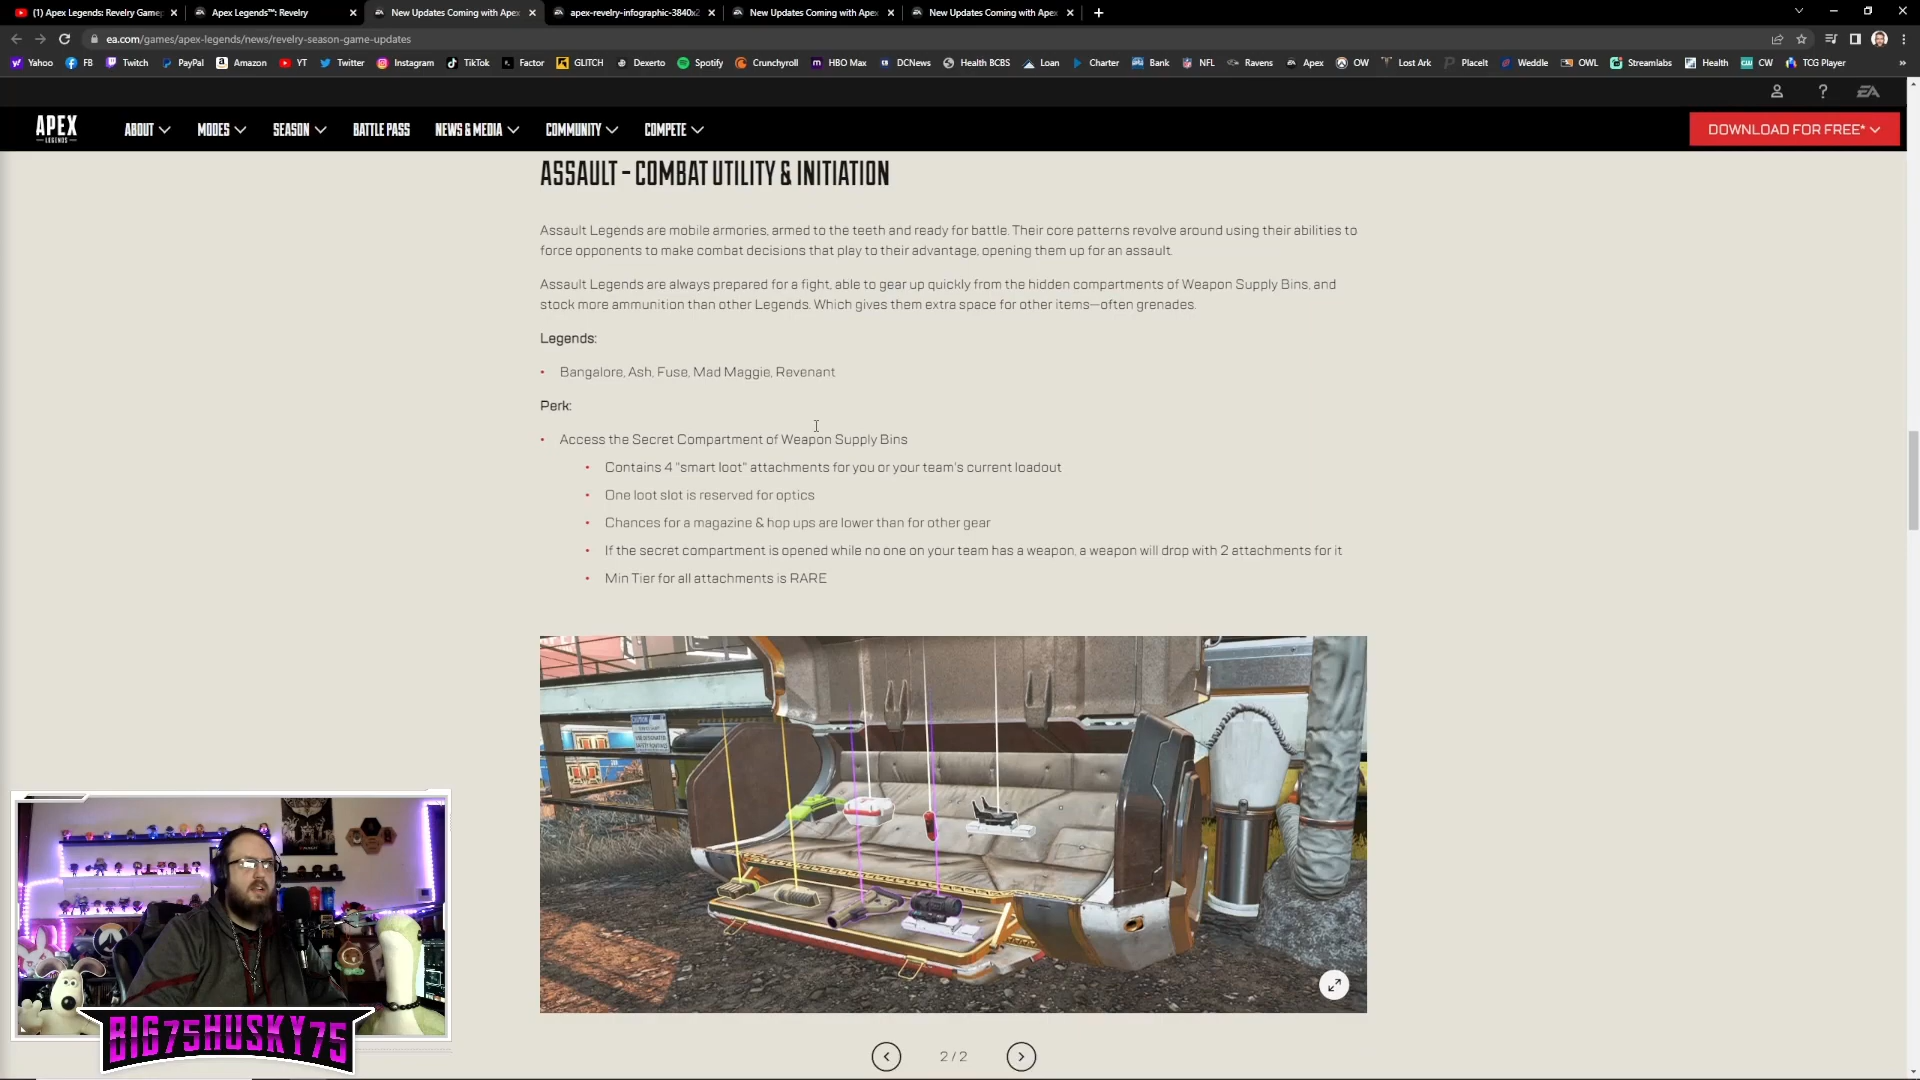 (1) Apex Legends: Revelry Game
Apex Legends™: Revelry
New Updates Coming with Apex
apex-revelry-infographic-3840x2
New Updates Coming with Apex
New Updates Coming with Apex
ea.com/games/apex-legends/news/revelry-season-game-updates
Yahoo FB Twitch PayPal Amazon YT Twitter Instagram TikTok Factor GLITCH Dexerto Spotify Crunchyroll HBO Max DCNews Health BCBS Loan Charter Bank NFL Ravens Apex OW Lost Ark PlaceIt Weddle OWL Streamlabs Health CW TCG Player
APEX
LEGENDS
ABOUT MODES SEASON BATTLE PASS NEWS & MEDIA COMMUNITY COMPETE
DOWNLOAD FOR FREE*
ASSAULT – COMBAT UTILITY & INITIATION
Assault Legends are mobile armories, armed to the teeth and ready for battle. Their core patterns revolve around using their abilities to
force opponents to make combat decisions that play to their advantage, opening them up for an assault.
Assault Legends are always prepared for a fight, able to gear up quickly from the hidden compartments of Weapon Supply Bins, and
stock more ammunition than other Legends. Which gives them extra space for other items—often grenades.
Legends:
• Bangalore, Ash, Fuse, Mad Maggie, Revenant
Perk:
• Access the Secret Compartment of Weapon Supply Bins
• Contains 4 "smart loot" attachments for you or your team's current loadout
• One loot slot is reserved for optics
• Chances for a magazine & hop ups are lower than for other gear
• If the secret compartment is opened while no one on your team has a weapon, a weapon will drop with 2 attachments for it
• Min Tier for all attachments is RARE
BIG75HUSKY75
2 / 2